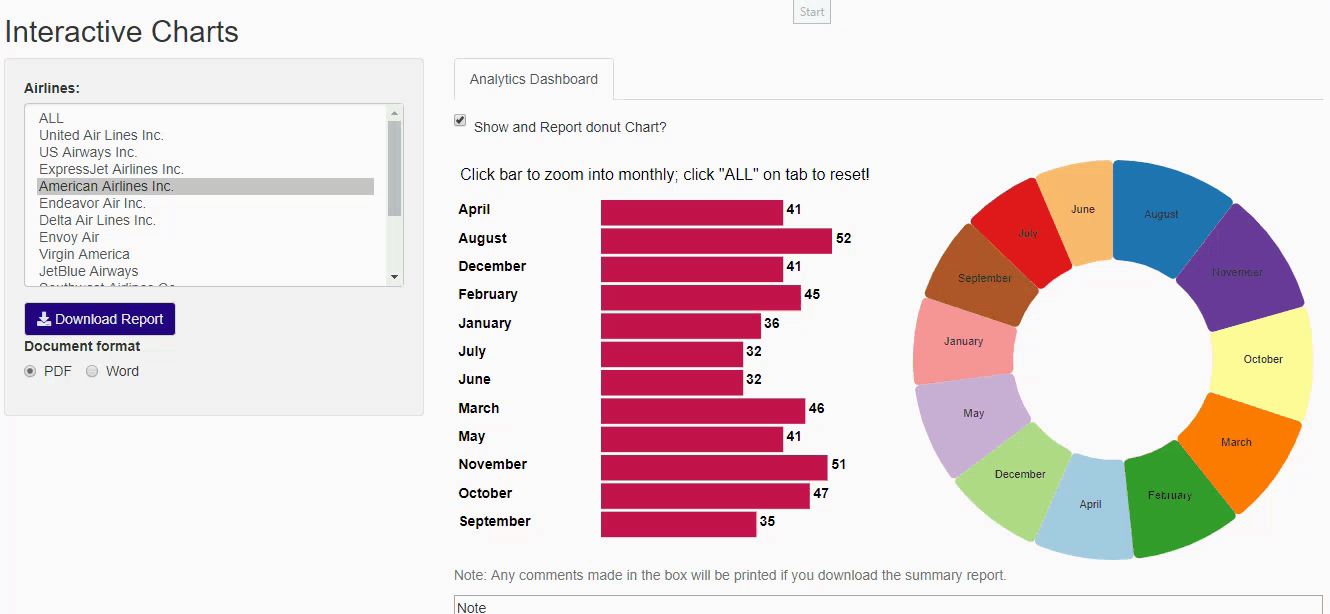 Start
Interactive Charts
Airlines:
ALL
United Air Lines Inc.
US Airways Inc.
ExpressJet Airlines Inc.
American Airlines Inc.
Endeavor Air Inc.
Delta Air Lines Inc.
Envoy Air
Virgin America
JetBlue Airways
Southwest Airlines Co.
Download Report
Document format
PDF Word
Analytics Dashboard
Show and Report donut Chart?
Click bar to zoom into monthly; click "ALL" on tab to reset!
April 41
August 52
December 41
February 45
January 36
July 32
June 32
March 46
May 41
November 51
October 47
September 35
August
November
October
March
February
April
December
May
January
September
July
June
Note: Any comments made in the box will be printed if you download the summary report.
Note